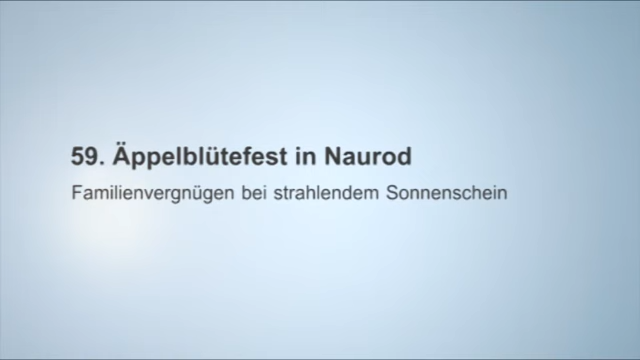 59. Äppelblütefest in Naurod
Familienvergnügen bei strahlendem Sonnenschein